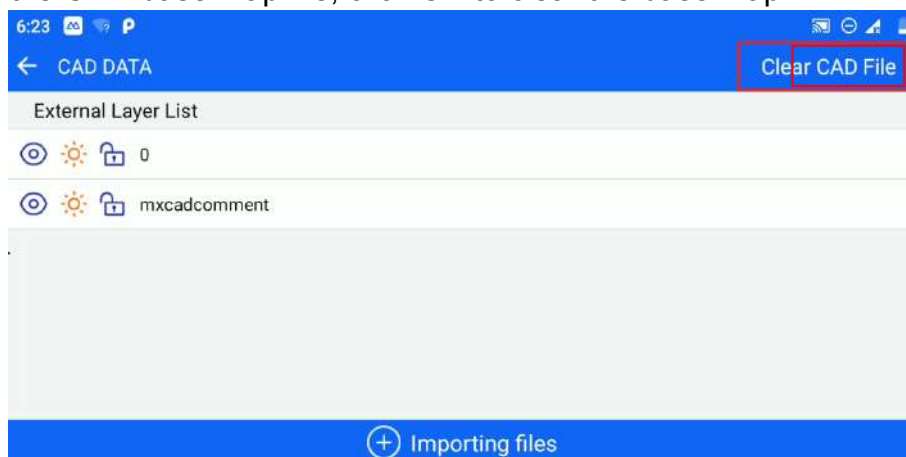 6:23
← CAD DATA Clear CAD File
External Layer List
0
mxcadcomment
Importing files